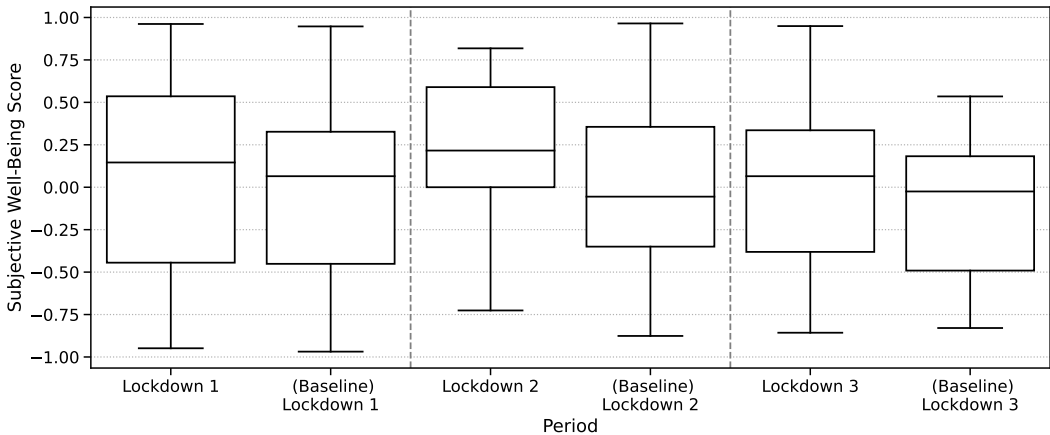 Subjective Well-Being Score
1.00
0.75
0.50
0.25
0.00
−0.25
−0.50
−0.75
−1.00
Lockdown 1
(Baseline)
Lockdown 1
Lockdown 2
(Baseline)
Lockdown 2
Lockdown 3
(Baseline)
Lockdown 3
Period